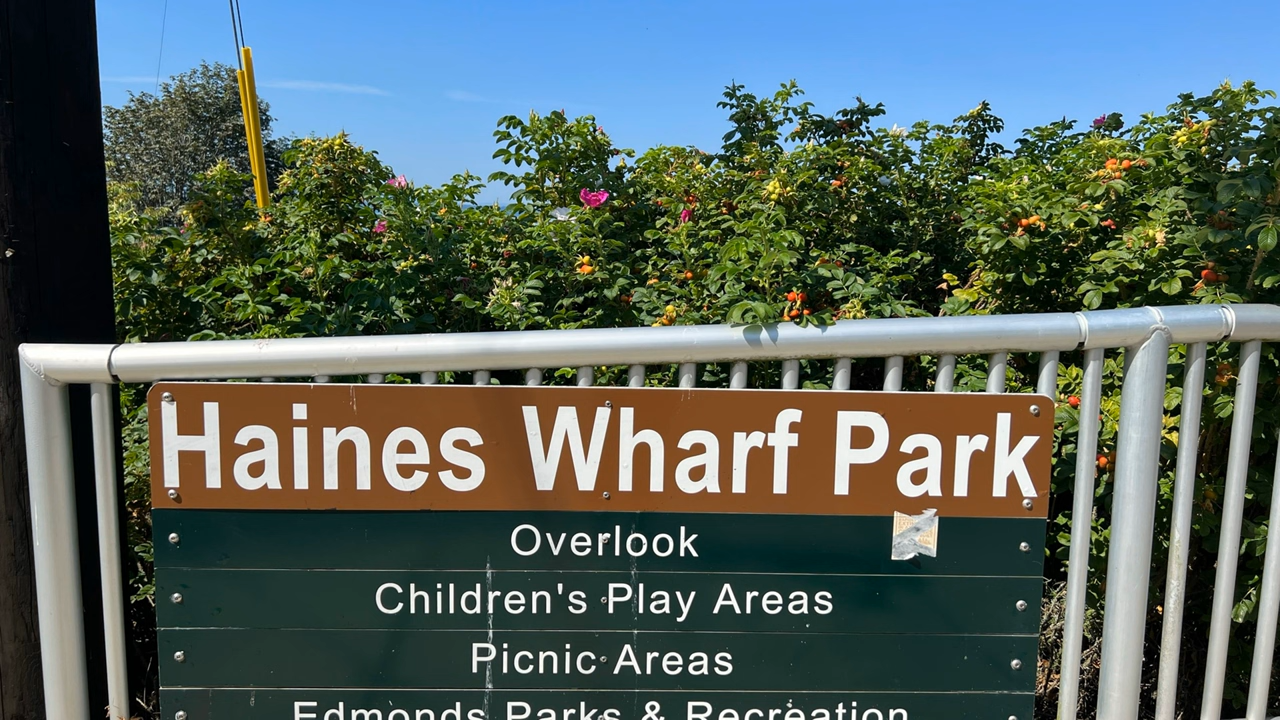 Haines Wharf Park
Overlook
Children's Play Areas
Picnic Areas
Edmonds Parks & Recreation